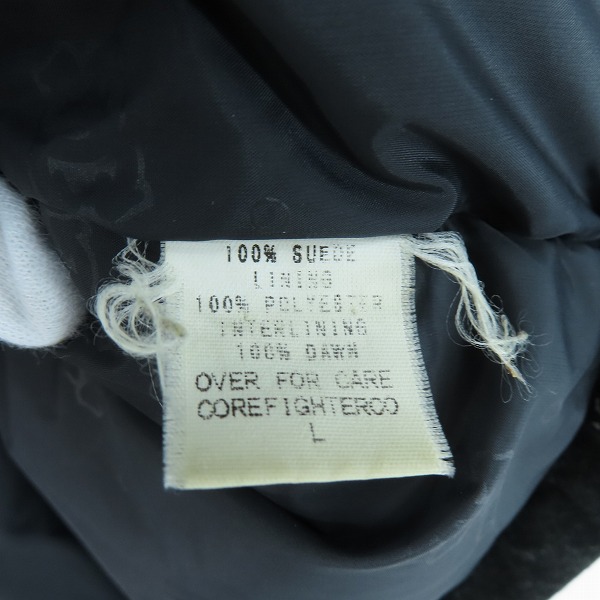 100% SUEDE
LINING
100% POLYESTER
INTERLINING
100% DAWN
OVER FOR CARE
COREFIGHTERCO
L